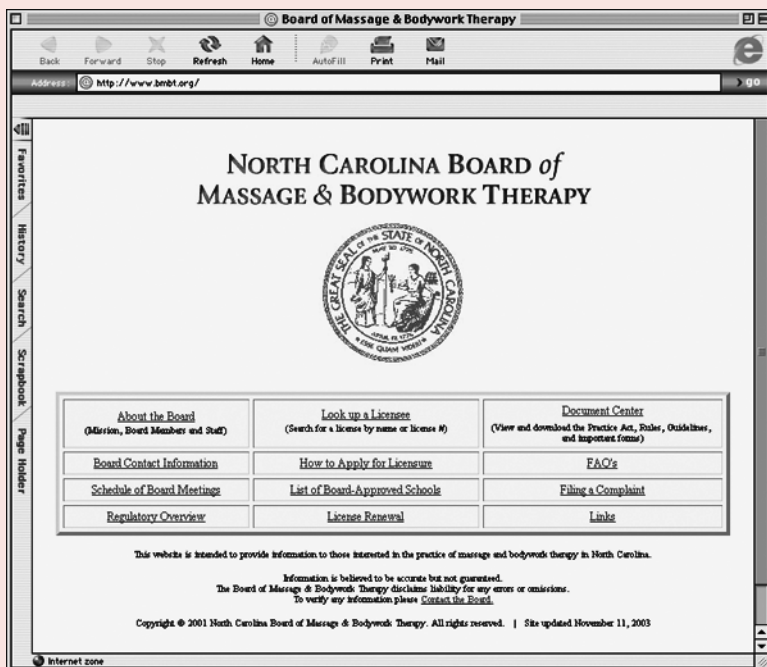 Board of Massage & Bodywork Therapy
Back Forward Stop Refresh Home AutoFill Print Mail
Address: http://www.bmbt.org/ go
Favorites
History
Search
Scrapbook
Page Holder
NORTH CAROLINA BOARD of
MASSAGE & BODYWORK THERAPY
THE GREAT SEAL OF THE STATE OF NORTH CAROLINA
MAY 20, 1775
APRIL 12, 1776
ESSE QUAM VIDERI
About the Board
(Mission, Board Members and Staff)
Look up a Licensee
(Search for a license by name or license #)
Document Center
(View and download the Practice Act, Rules, Guidelines,
and important forms)
Board Contact Information
How to Apply for Licensure
FAQ's
Schedule of Board Meetings
List of Board-Approved Schools
Filing a Complaint
Regulatory Overview
License Renewal
Links
This website is intended to provide information to those interested in the practice of massage and bodywork therapy in North Carolina.
Information is believed to be accurate but not guaranteed.
The Board of Massage & Bodywork Therapy disclaims liability for any errors or omissions.
To verify any information please Contact the Board.
Copyright © 2001 North Carolina Board of Massage & Bodywork Therapy. All rights reserved. | Site updated November 11, 2003
Internet zone